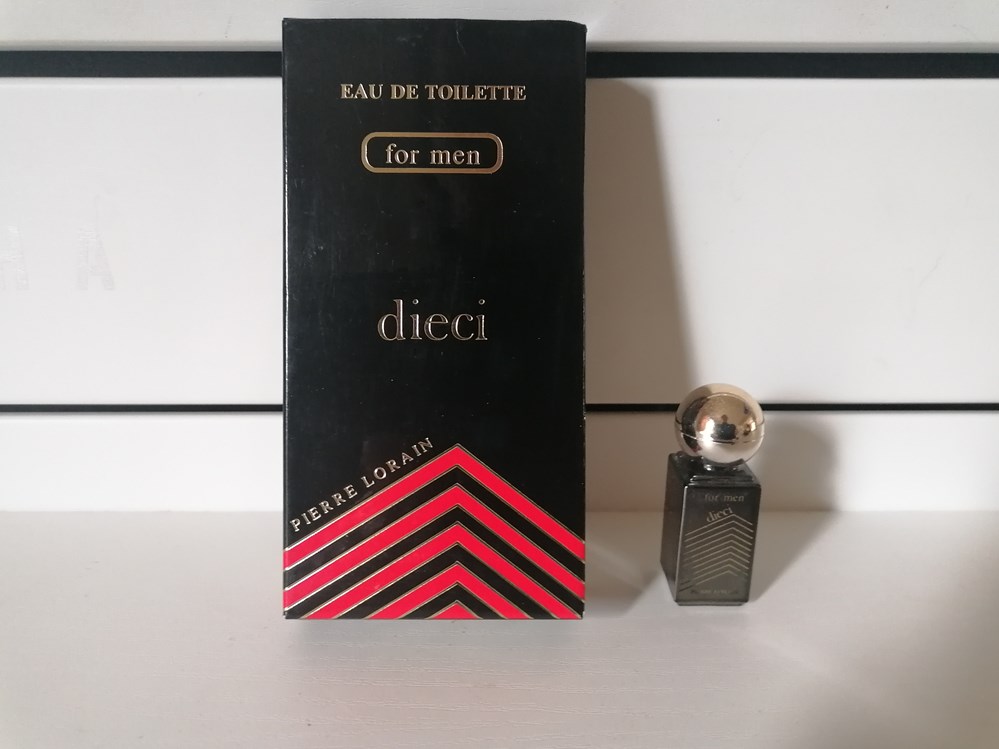 EAU DE TOILETTE
for men
dieci
PIERRE LORAIN
for men
dieci